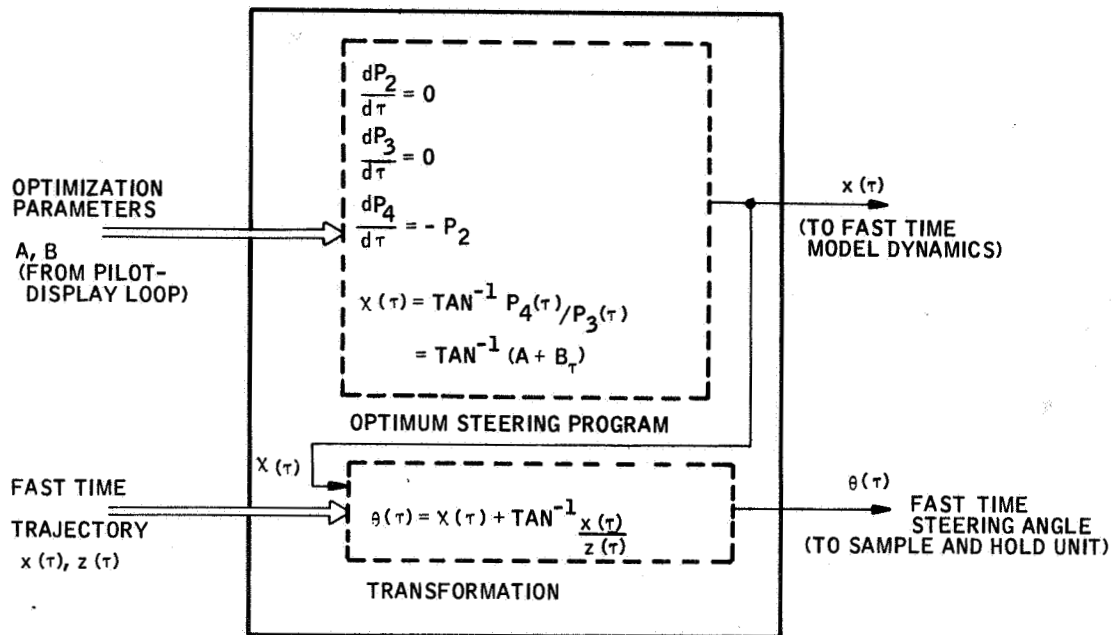 OPTIMIZATION
PARAMETERS
A, B
(FROM PILOT-
DISPLAY LOOP)
dP₂/dτ = 0
dP₃/dτ = 0
dP₄/dτ = - P₂
χ(τ) = TAN⁻¹ P₄(τ)/P₃(τ)
= TAN⁻¹ (A + Bτ)
OPTIMUM STEERING PROGRAM
x(τ)
(TO FAST TIME
MODEL DYNAMICS)
χ(τ)
FAST TIME
TRAJECTORY
x(τ), z(τ)
θ(τ) = χ(τ) + TAN⁻¹ x(τ)/z(τ)
TRANSFORMATION
θ(τ)
FAST TIME
STEERING ANGLE
(TO SAMPLE AND HOLD UNIT)